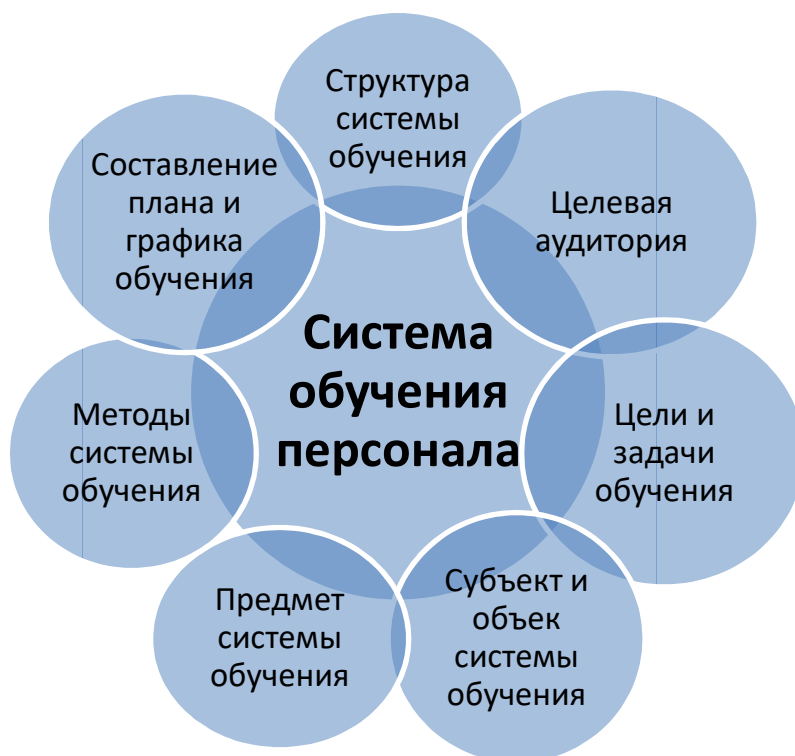 Структура
системы
обучения
Целевая
аудитория
Цели и
задачи
обучения
Субъект и
объек
системы
обучения
Предмет
системы
обучения
Методы
системы
обучения
Составление
плана и
графика
обучения
Система
обучения
персонала